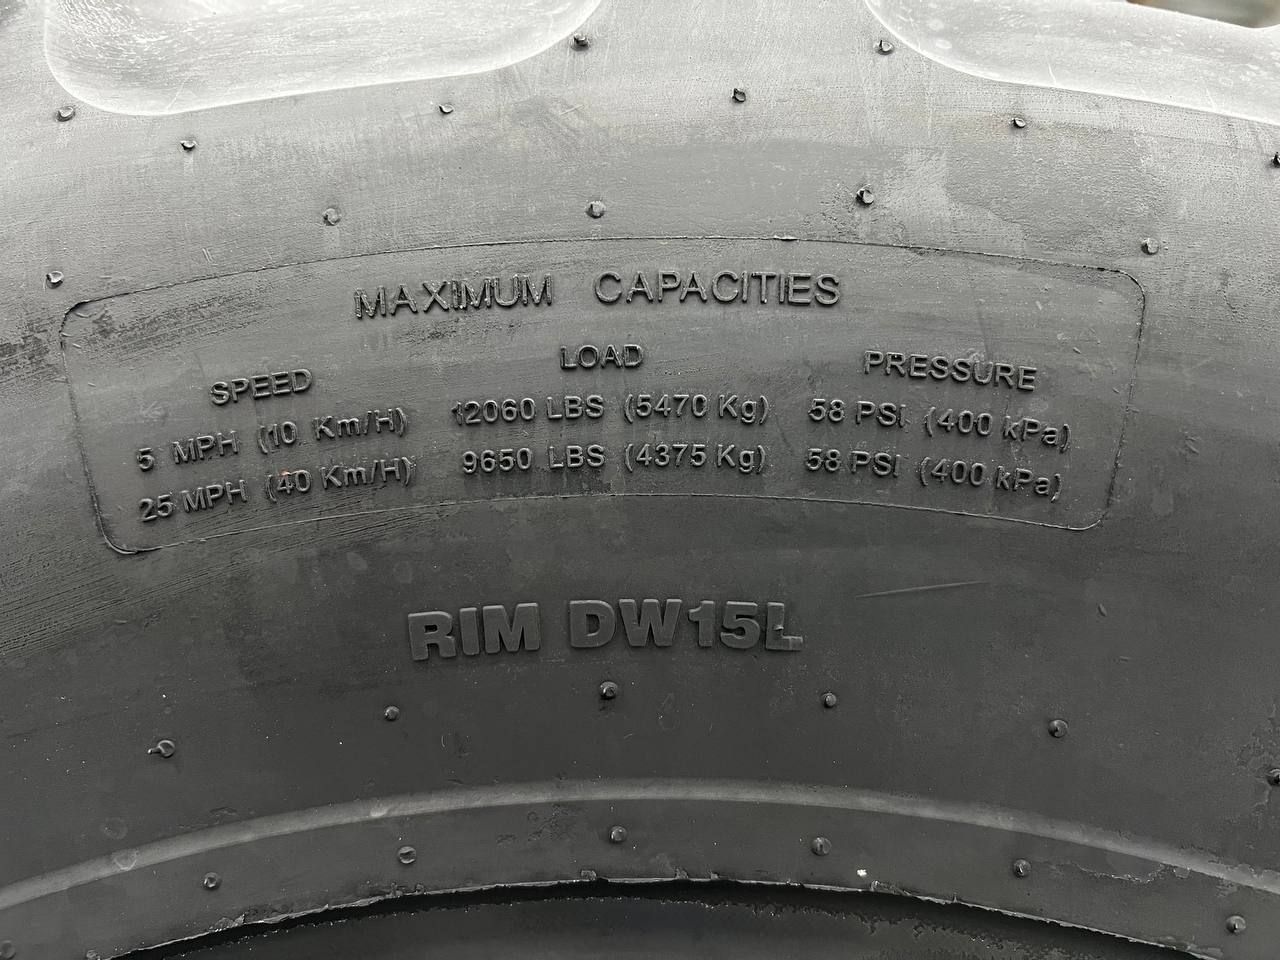 MAXIMUM CAPACITIES
SPEED LOAD PRESSURE
5 MPH (10 Km/H) 12060 LBS (5470 Kg) 58 PSI (400 kPa)
25 MPH (40 Km/H) 9650 LBS (4375 Kg) 58 PSI (400 kPa)
RIM DW15L